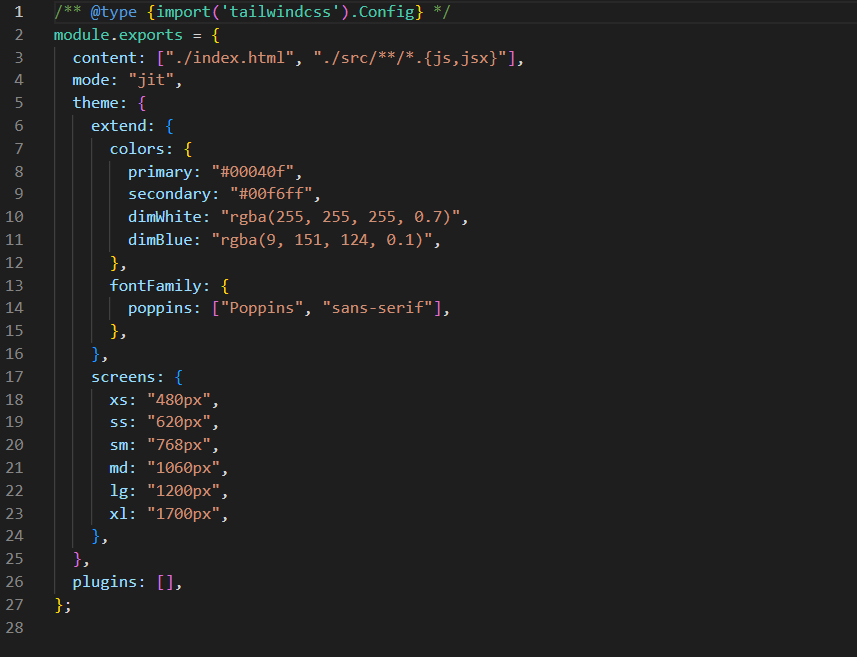 1 /** @type {import('tailwindcss').Config} */
2 module.exports = {
3   content: ["./index.html", "./src/**/*.{js,jsx}"],
4   mode: "jit",
5   theme: {
6     extend: {
7       colors: {
8         primary: "#00040f",
9         secondary: "#00f6ff",
10         dimWhite: "rgba(255, 255, 255, 0.7)",
11         dimBlue: "rgba(9, 151, 124, 0.1)",
12       },
13       fontFamily: {
14         poppins: ["Poppins", "sans-serif"],
15       },
16     },
17     screens: {
18       xs: "480px",
19       ss: "620px",
20       sm: "768px",
21       md: "1060px",
22       lg: "1200px",
23       xl: "1700px",
24     },
25   },
26   plugins: [],
27 };
28